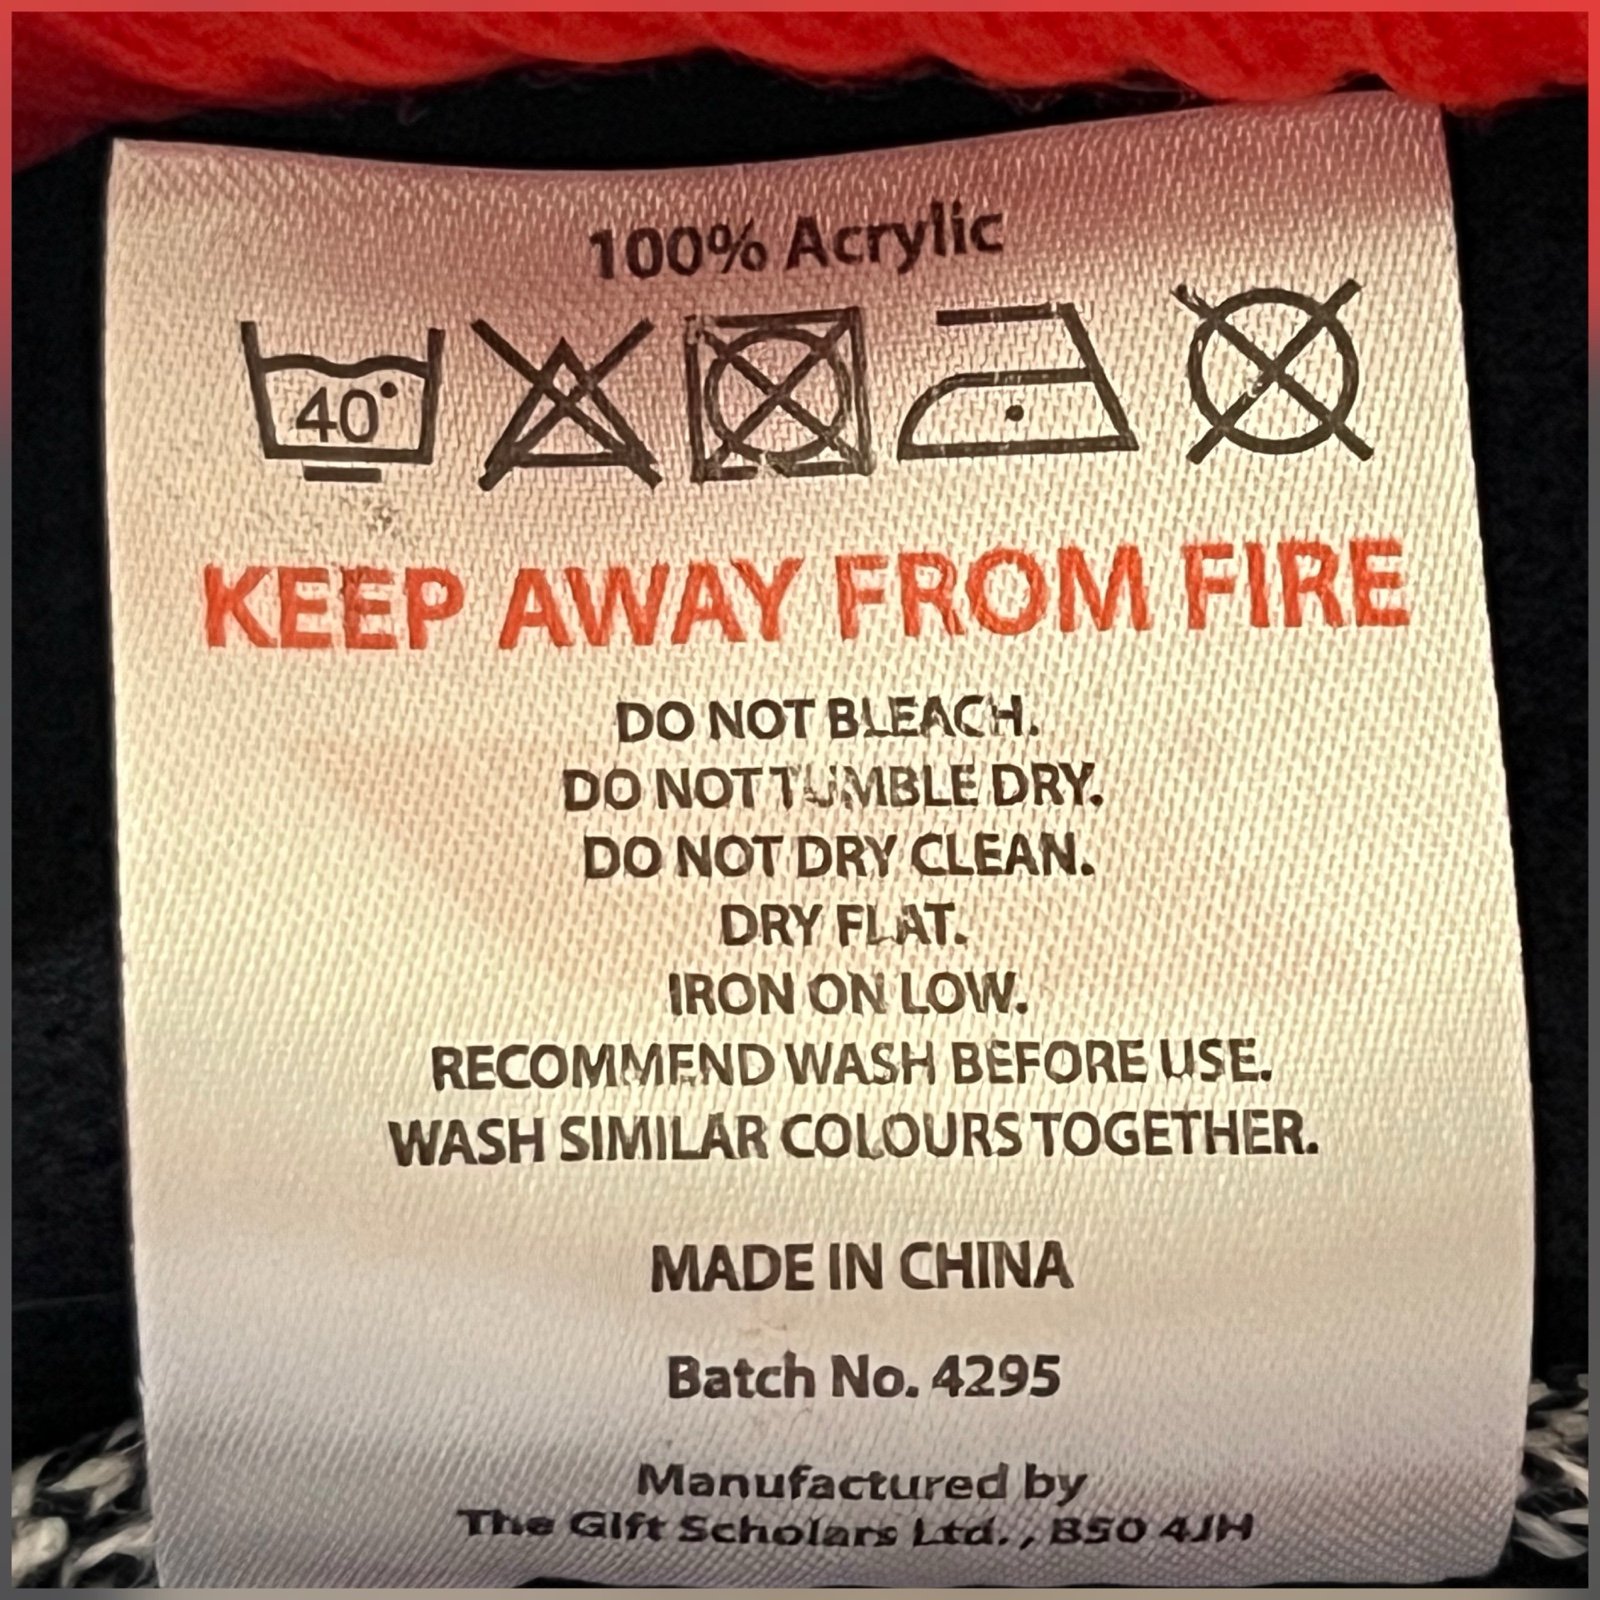 100% Acrylic
40°
KEEP AWAY FROM FIRE
DO NOT BLEACH.
DO NOT TUMBLE DRY.
DO NOT DRY CLEAN.
DRY FLAT.
IRON ON LOW.
RECOMMEND WASH BEFORE USE.
WASH SIMILAR COLOURS TOGETHER.
MADE IN CHINA
Batch No. 4295
Manufactured by
The Gift Scholars Ltd., BS0 4JH